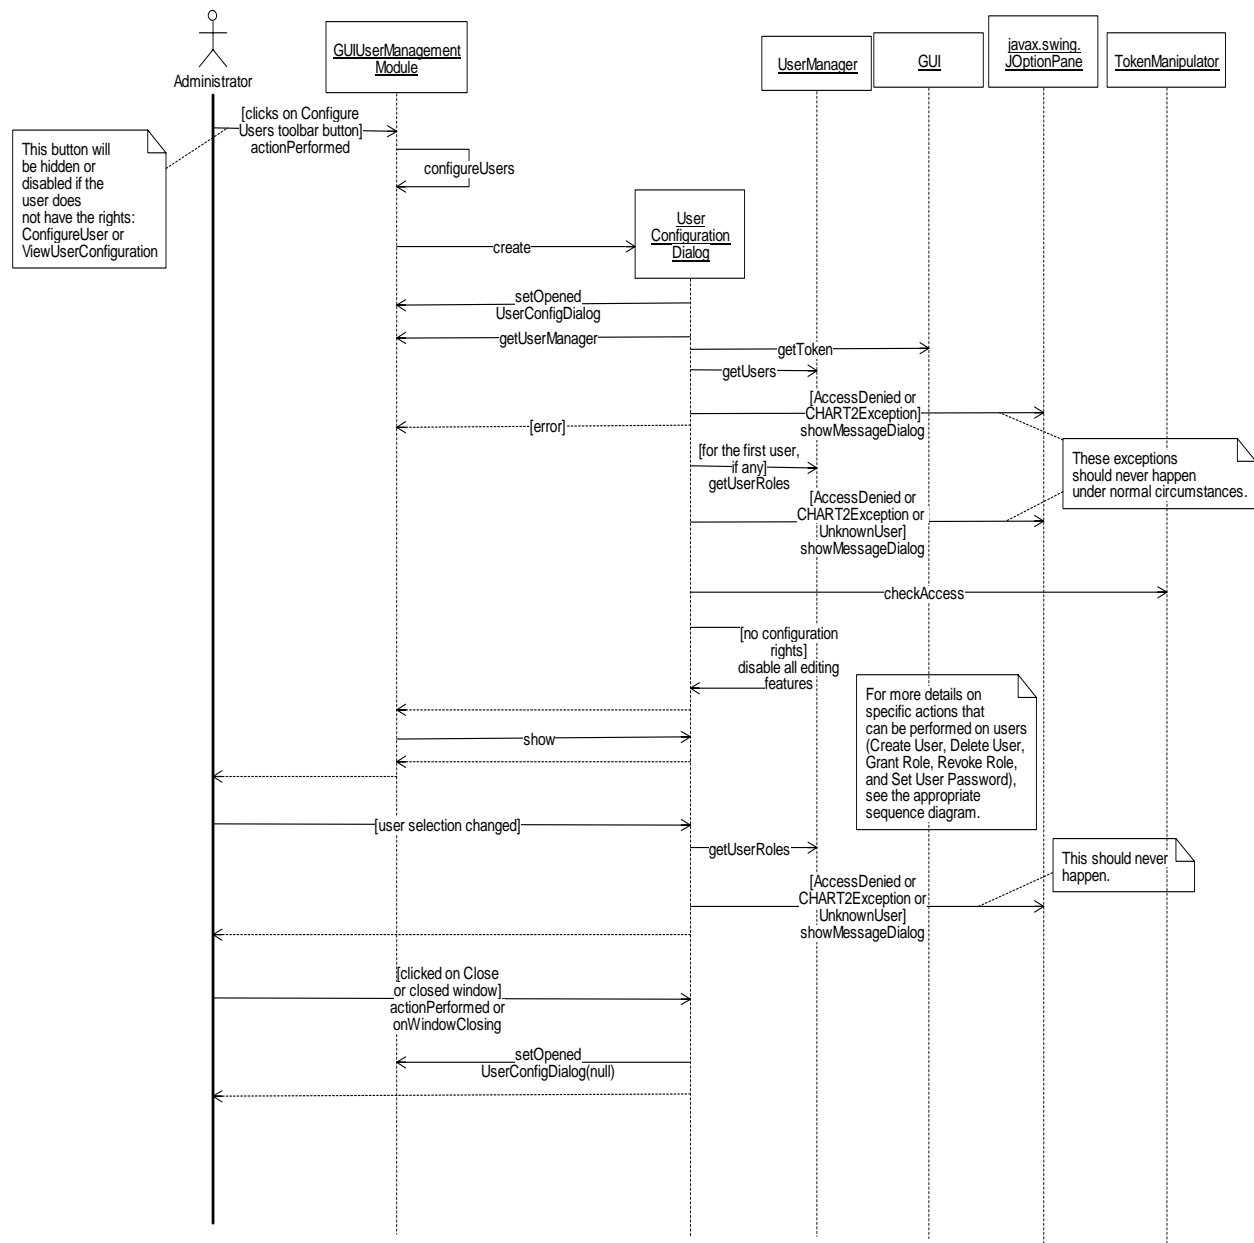 Administrator
GUIUserManagement
Module
UserManager
GUI
javax.swing.
JOptionPane
TokenManipulator
[clicks on Configure
Users toolbar button]
actionPerformed
This button will
be hidden or
disabled if the
user does
not have the rights:
ConfigureUser or
ViewUserConfiguration
configureUsers
User
Configuration
Dialog
create
setOpened
UserConfigDialog
getUserManager
getToken
getUsers
[AccessDenied or
CHART2Exception]
showMessageDialog
[error]
These exceptions
should never happen
under normal circumstances.
[for the first user,
if any]
getUserRoles
[AccessDenied or
CHART2Exception or
UnknownUser]
showMessageDialog
checkAccess
[no configuration
rights]
disable all editing
features
For more details on
specific actions that
can be performed on users
(Create User, Delete User,
Grant Role, Revoke Role,
and Set User Password),
see the appropriate
sequence diagram.
show
[user selection changed]
getUserRoles
This should never
happen.
[AccessDenied or
CHART2Exception or
UnknownUser]
showMessageDialog
[clicked on Close
or closed window]
actionPerformed or
onWindowClosing
setOpened
UserConfigDialog(null)